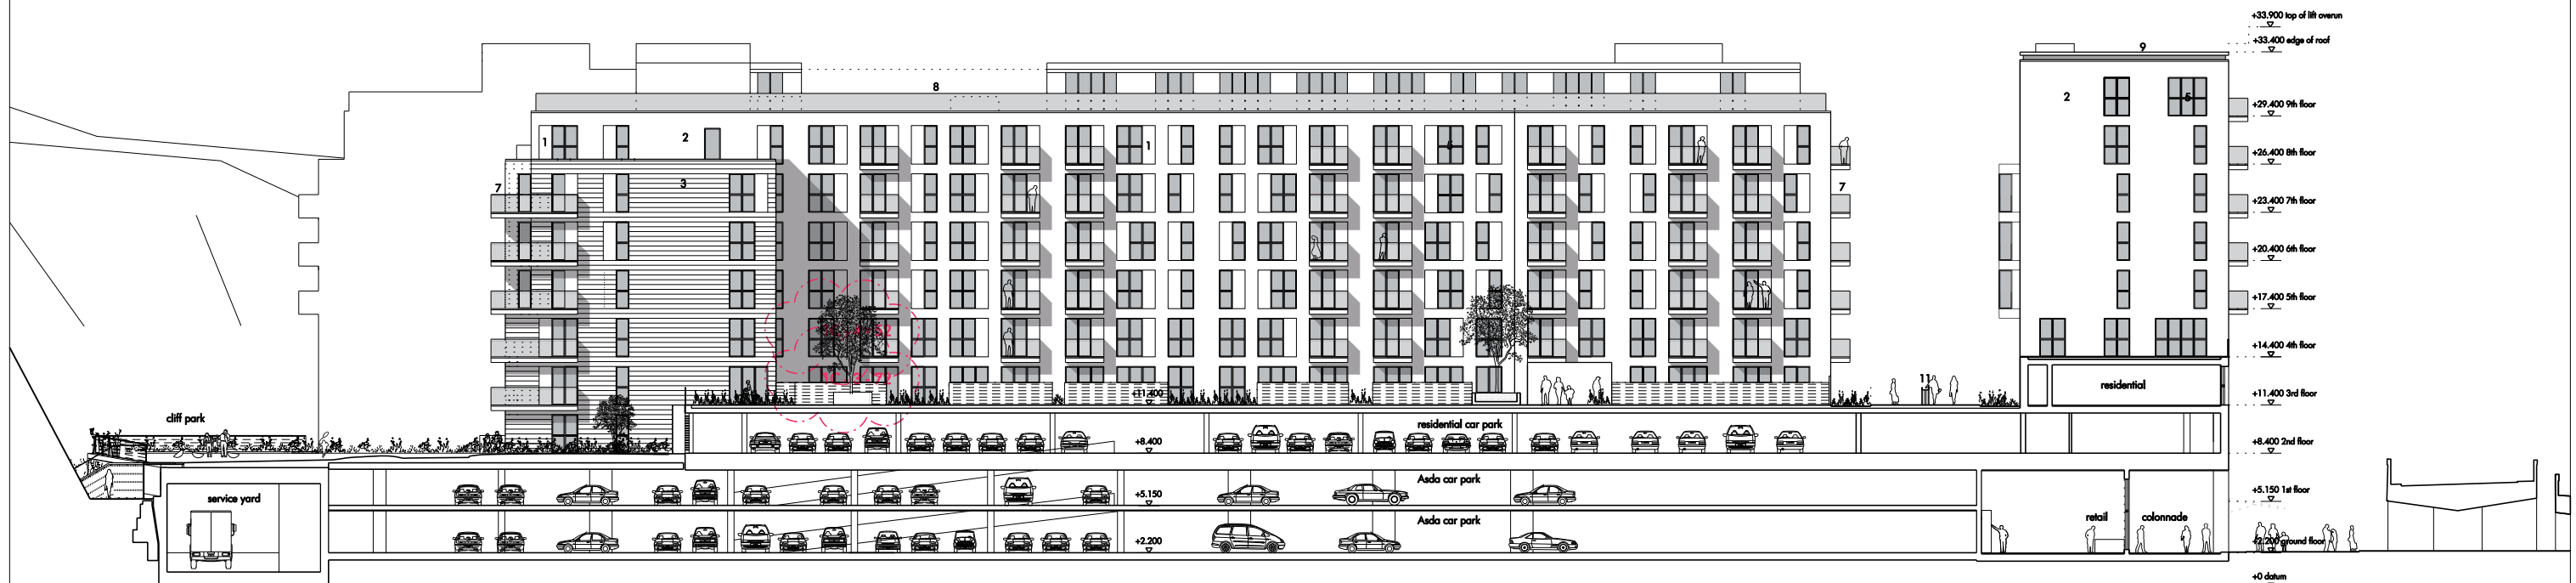 +33.900 top of lift overun
+33.400 edge of roof
9
8
2
5
+29.400 9th floor
1
2
1
5
+26.400 8th floor
3
7
7
+23.400 7th floor
+20.400 6th floor
+17.400 5th floor
+14.400 4th floor
residential
11
+11.400
+11.400 3rd floor
cliff park
residential car park
+8.400
+8.400 2nd floor
Asda car park
service yard
+5.150
+5.150 1st floor
Asda car park
retail
colonnade
+2.200
+2.200 ground floor
+0 datum